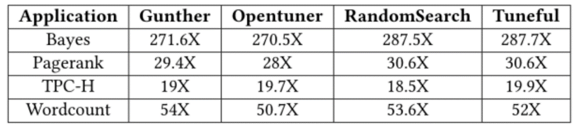 Application Gunther Opentuner RandomSearch Tuneful
Bayes 271.6X 270.5X 287.5X 287.7X
Pagerank 29.4X 28X 30.6X 30.6X
TPC-H 19X 19.7X 18.5X 19.9X
Wordcount 54X 50.7X 53.6X 52X